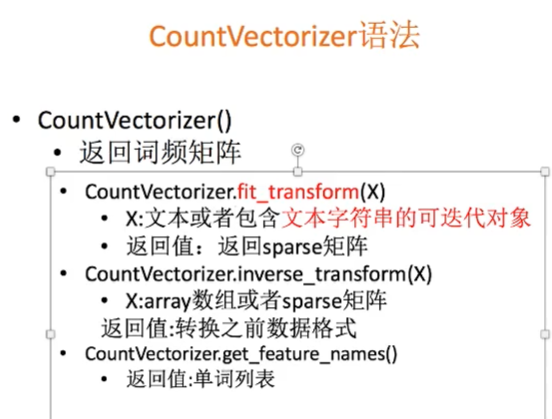 CountVectorizer语法
• CountVectorizer()
• 返回词频矩阵
• CountVectorizer.fit_transform(X)
• X:文本或者包含文本字符串的可迭代对象
• 返回值：返回sparse矩阵
• CountVectorizer.inverse_transform(X)
• X:array数组或者sparse矩阵
返回值:转换之前数据格式
• CountVectorizer.get_feature_names()
• 返回值:单词列表